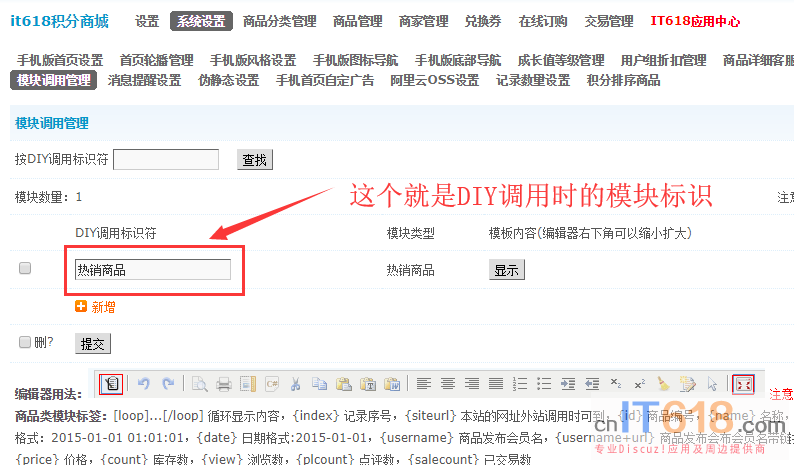 it618积分商城 设置 系统设置 商品分类管理 商品管理 商家管理 兑换券 在线订购 交易管理 IT618应用中心
手机版首页设置 首页轮播管理 手机版风格设置 手机版图标导航 手机版底部导航 成长值等级管理 用户组折扣管理 商品详细客服
模块调用管理 消息提醒设置 伪静态设置 手机首页自定广告 阿里云OSS设置 记录数量设置 积分排序商品
模块调用管理
按DIY调用标识符 查找
这个就是DIY调用时的模块标识
模块数量: 1 注意
DIY调用标识符 模块类型 模板内容(编辑器右下角可以缩小扩大)
热销商品 热销商品 显示
新增
删? 提交
编辑器用法: 注意
商品类模块标签: [loop]...[/loop] 循环显示内容, {index} 记录序号, {siteurl} 本站的网址外站调用时可到, {id} 商品编号, {name} 名称,
格式: 2015-01-01 01:01:01, {date} 日期格式:2015-01-01, {username} 商品发布会员名, {username+url} 商品发布会员名带链
{price} 价格, {count} 库存数, {view} 浏览数, {plcount} 点评数, {salecount} 已交易数
cnIT618.com
专业Discuz!应用及周边提供商